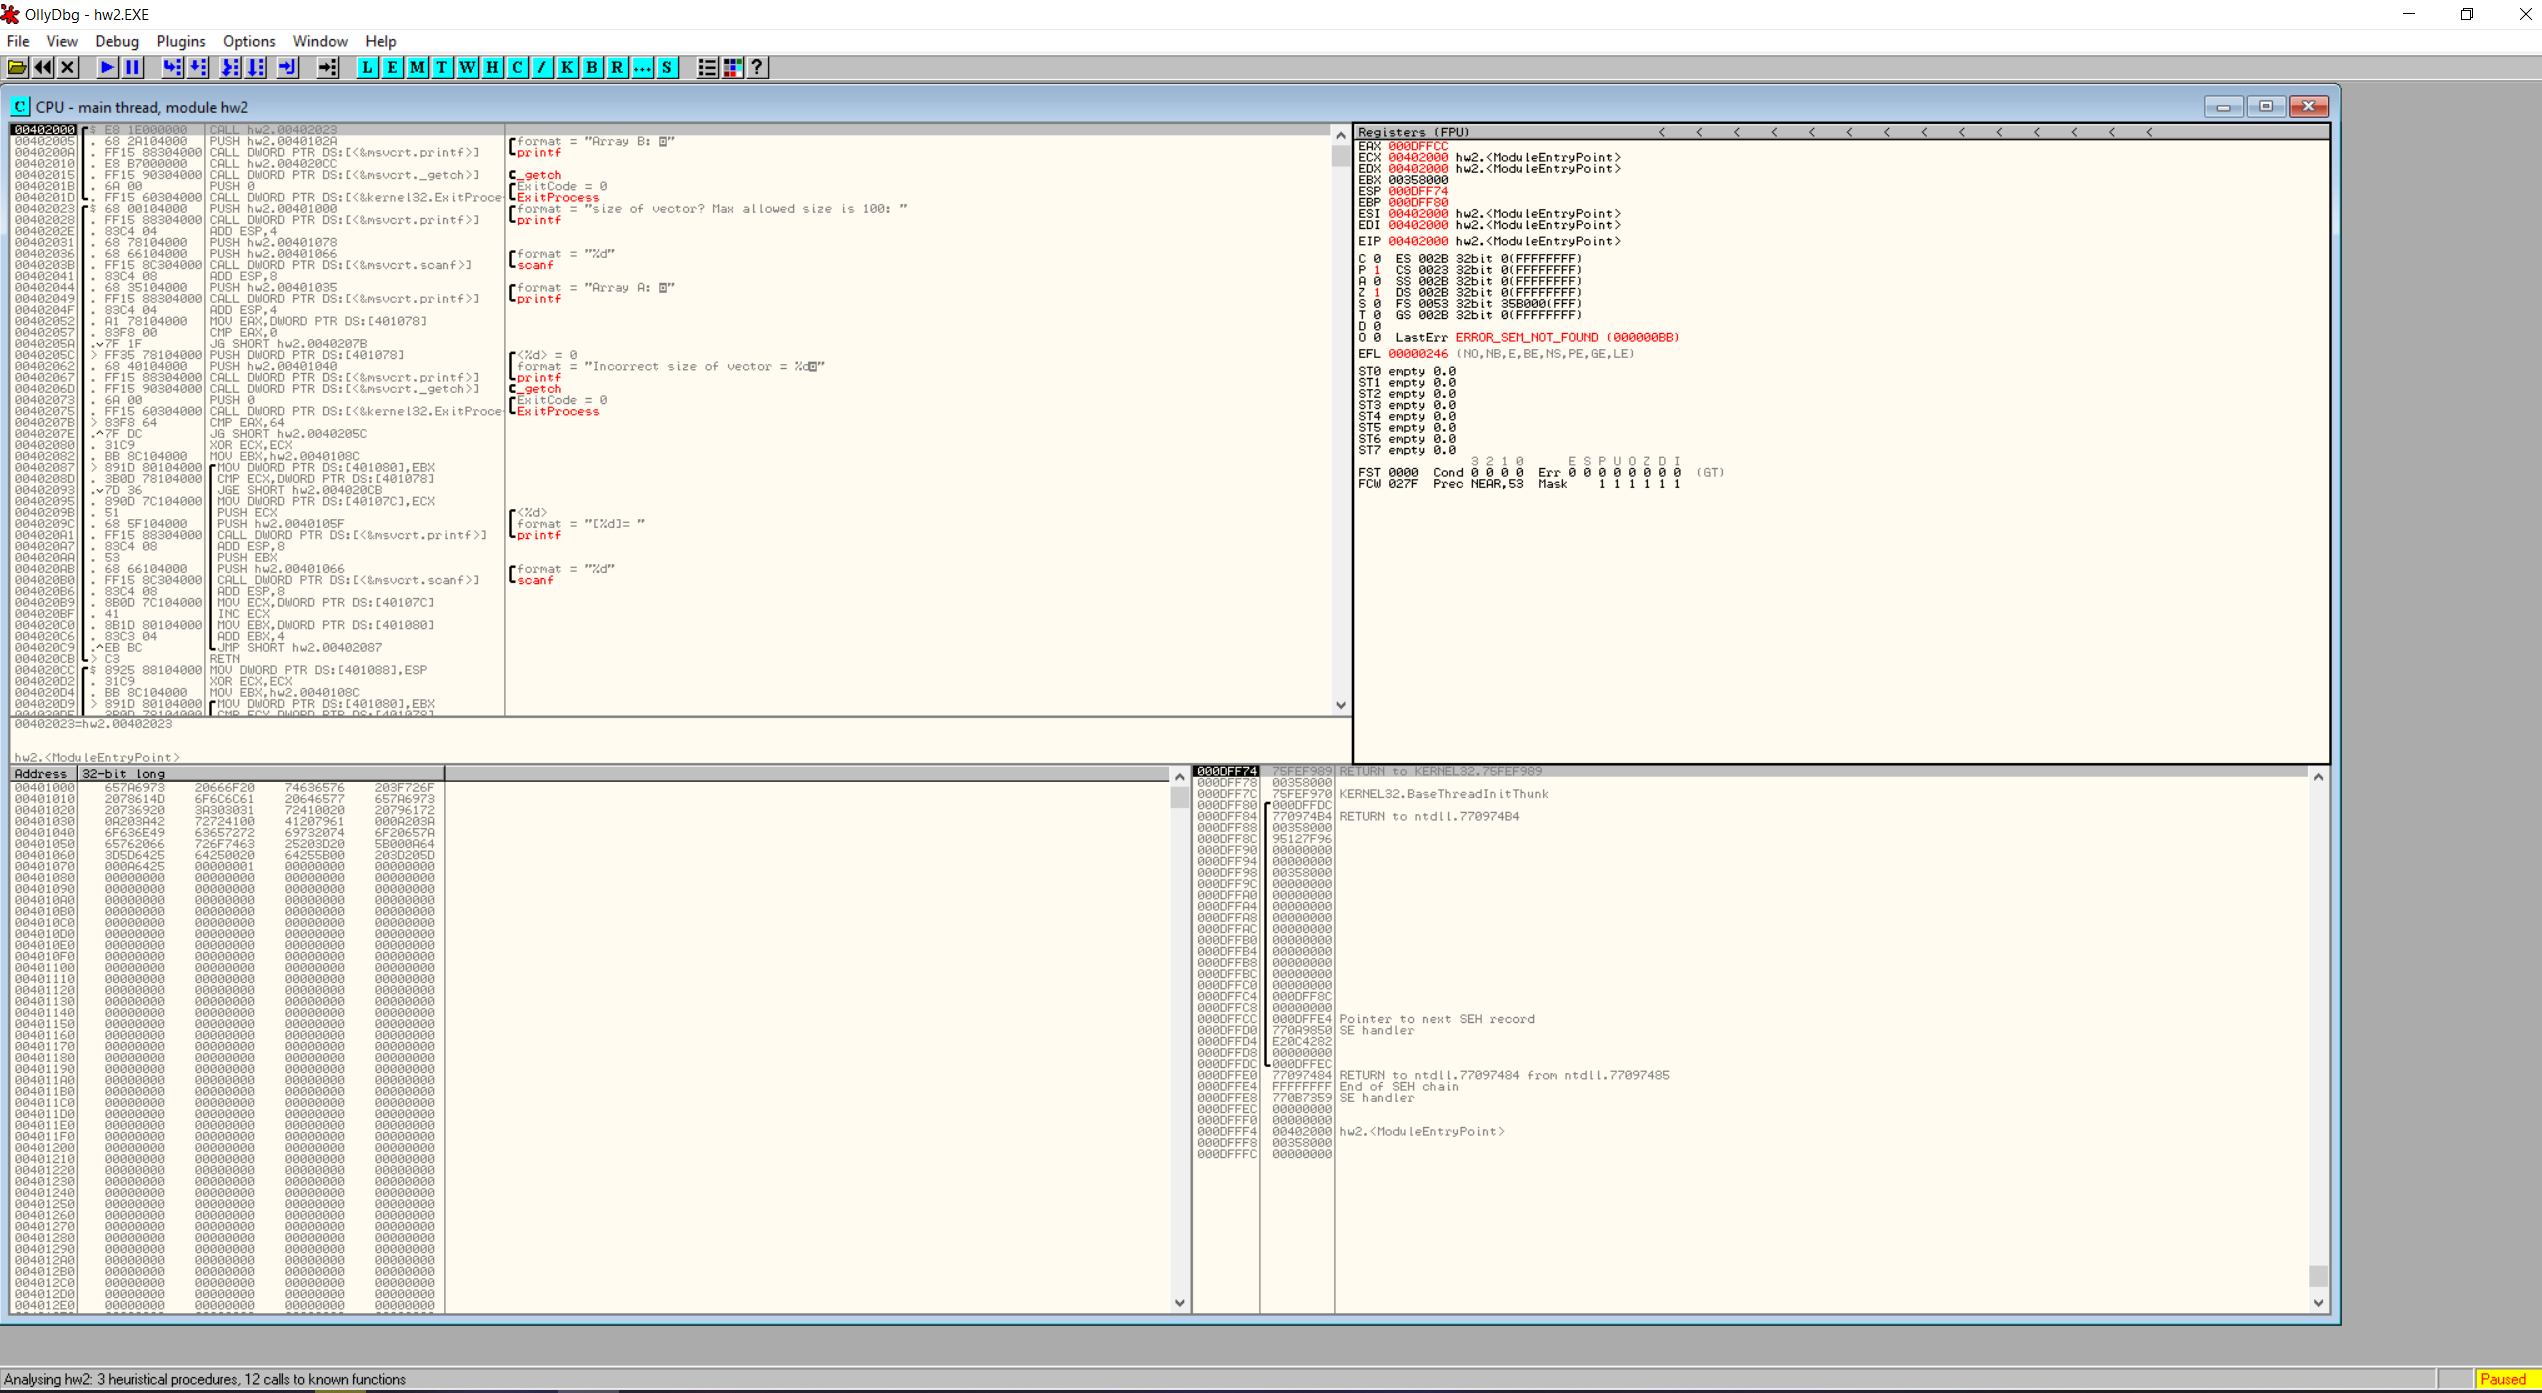 OllyDbg - hw2.EXE
File View Debug Plugins Options Window Help
L E M T W H C / K B R ... S ?
C CPU - main thread, module hw2
00402000 $ E8 1E000000 CALL hw2.00402023
00402005 . 68 2A104000 PUSH hw2.0040102A format = "Array B: "
0040200A . FF15 88304000 CALL DWORD PTR DS:[<&msvcrt.printf>] printf
00402010 . E8 B7000000 CALL hw2.004020CC
00402015 . FF15 90304000 CALL DWORD PTR DS:[<&msvcrt._getch>] _getch
0040201B . 6A 00 PUSH 0 ExitCode = 0
0040201D . FF15 60304000 CALL DWORD PTR DS:[<&kernel32.ExitProce ExitProcess
00402023 $ 68 00104000 PUSH hw2.00401000 format = "size of vector? Max allowed size is 100: "
00402028 . FF15 88304000 CALL DWORD PTR DS:[<&msvcrt.printf>] printf
0040202E . 83C4 04 ADD ESP,4
00402031 . 68 78104000 PUSH hw2.00401078
00402036 . 68 66104000 PUSH hw2.00401066 format = "%d"
0040203B . FF15 8C304000 CALL DWORD PTR DS:[<&msvcrt.scanf>] scanf
00402041 . 83C4 08 ADD ESP,8
00402044 . 68 35104000 PUSH hw2.00401035 format = "Array A: "
00402049 . FF15 88304000 CALL DWORD PTR DS:[<&msvcrt.printf>] printf
0040204F . 83C4 04 ADD ESP,4
00402052 . A1 78104000 MOV EAX,DWORD PTR DS:[401078]
00402057 . 83F8 00 CMP EAX,0
0040205A . 7F 1F JG SHORT hw2.0040207B
0040205C > FF35 78104000 PUSH DWORD PTR DS:[401078] <%d> = 0
00402062 . 68 40104000 PUSH hw2.00401040 format = "Incorrect size of vector = %d"
00402067 . FF15 88304000 CALL DWORD PTR DS:[<&msvcrt.printf>] printf
0040206D . FF15 90304000 CALL DWORD PTR DS:[<&msvcrt._getch>] _getch
00402073 . 6A 00 PUSH 0 ExitCode = 0
00402075 . FF15 60304000 CALL DWORD PTR DS:[<&kernel32.ExitProce ExitProcess
0040207B > 83F8 64 CMP EAX,64
0040207E .^7F DC JG SHORT hw2.0040205C
00402080 . 31C9 XOR ECX,ECX
00402082 . BB 8C104000 MOV EBX,hw2.0040108C
00402087 > 891D 80104000 MOV DWORD PTR DS:[401080],EBX
0040208D . 3B0D 78104000 CMP ECX,DWORD PTR DS:[401078]
00402093 . 7D 36 JGE SHORT hw2.004020CB
00402095 . 890D 7C104000 MOV DWORD PTR DS:[40107C],ECX
0040209B . 51 PUSH ECX <%d>
0040209C . 68 5F104000 PUSH hw2.0040105F format = "[%d]= "
004020A1 . FF15 88304000 CALL DWORD PTR DS:[<&msvcrt.printf>] printf
004020A7 . 83C4 08 ADD ESP,8
004020AA . 53 PUSH EBX
004020AB . 68 66104000 PUSH hw2.00401066 format = "%d"
004020B0 . FF15 8C304000 CALL DWORD PTR DS:[<&msvcrt.scanf>] scanf
004020B6 . 83C4 08 ADD ESP,8
004020B9 . 8B0D 7C104000 MOV ECX,DWORD PTR DS:[40107C]
004020BF . 41 INC ECX
004020C0 . 8B1D 80104000 MOV EBX,DWORD PTR DS:[401080]
004020C6 . 83C3 04 ADD EBX,4
004020C9 .^EB BC JMP SHORT hw2.00402087
004020CB > C3 RETN
004020CC $ 8925 88104000 MOV DWORD PTR DS:[401088],ESP
004020D2 . 31C9 XOR ECX,ECX
004020D4 . BB 8C104000 MOV EBX,hw2.0040108C
004020D9 > 891D 80104000 MOV DWORD PTR DS:[401080],EBX
00402023=hw2.00402023
hw2.<ModuleEntryPoint>
Registers (FPU) < < < < < < < < < < < < < <
EAX 000DFFCC
ECX 00402000 hw2.<ModuleEntryPoint>
EDX 00402000 hw2.<ModuleEntryPoint>
EBX 00358000
ESP 000DFF74
EBP 000DFF80
ESI 00402000 hw2.<ModuleEntryPoint>
EDI 00402000 hw2.<ModuleEntryPoint>
EIP 00402000 hw2.<ModuleEntryPoint>
C 0 ES 002B 32bit 0(FFFFFFFF)
P 1 CS 0023 32bit 0(FFFFFFFF)
A 0 SS 002B 32bit 0(FFFFFFFF)
Z 1 DS 002B 32bit 0(FFFFFFFF)
S 0 FS 0053 32bit 35B000(FFF)
T 0 GS 002B 32bit 0(FFFFFFFF)
D 0
O 0 LastErr ERROR_SEM_NOT_FOUND (000000BB)
EFL 00000246 (NO,NB,E,BE,NS,PE,GE,LE)
ST0 empty 0.0
ST1 empty 0.0
ST2 empty 0.0
ST3 empty 0.0
ST4 empty 0.0
ST5 empty 0.0
ST6 empty 0.0
ST7 empty 0.0
3 2 1 0 E S P U O Z D I
FST 0000 Cond 0 0 0 0 Err 0 0 0 0 0 0 0 0 (GT)
FCW 027F Prec NEAR,53 Mask 1 1 1 1 1 1
Address 32-bit long
00401000 657A6973 20666F20 74636576 203F726F
00401010 2078614D 6F6C6C61 20646577 657A6973
00401020 20736920 3A303031 72410020 20796172
00401030 0A203A42 72724100 41207961 000A203A
00401040 6F636E49 63657272 69732074 6F20657A
00401050 65762066 726F7463 25203D20 5B000A64
00401060 3D5D6425 64250020 64255B00 203D205D
00401070 000A6425 00000001 00000000 00000000
00401080 00000000 00000000 00000000 00000000
00401090 00000000 00000000 00000000 00000000
004010A0 00000000 00000000 00000000 00000000
004010B0 00000000 00000000 00000000 00000000
004010C0 00000000 00000000 00000000 00000000
004010D0 00000000 00000000 00000000 00000000
004010E0 00000000 00000000 00000000 00000000
004010F0 00000000 00000000 00000000 00000000
00401100 00000000 00000000 00000000 00000000
00401110 00000000 00000000 00000000 00000000
00401120 00000000 00000000 00000000 00000000
00401130 00000000 00000000 00000000 00000000
00401140 00000000 00000000 00000000 00000000
00401150 00000000 00000000 00000000 00000000
00401160 00000000 00000000 00000000 00000000
00401170 00000000 00000000 00000000 00000000
00401180 00000000 00000000 00000000 00000000
00401190 00000000 00000000 00000000 00000000
004011A0 00000000 00000000 00000000 00000000
004011B0 00000000 00000000 00000000 00000000
004011C0 00000000 00000000 00000000 00000000
004011D0 00000000 00000000 00000000 00000000
004011E0 00000000 00000000 00000000 00000000
004011F0 00000000 00000000 00000000 00000000
00401200 00000000 00000000 00000000 00000000
00401210 00000000 00000000 00000000 00000000
00401220 00000000 00000000 00000000 00000000
00401230 00000000 00000000 00000000 00000000
00401240 00000000 00000000 00000000 00000000
00401250 00000000 00000000 00000000 00000000
00401260 00000000 00000000 00000000 00000000
00401270 00000000 00000000 00000000 00000000
00401280 00000000 00000000 00000000 00000000
00401290 00000000 00000000 00000000 00000000
004012A0 00000000 00000000 00000000 00000000
004012B0 00000000 00000000 00000000 00000000
004012C0 00000000 00000000 00000000 00000000
004012D0 00000000 00000000 00000000 00000000
004012E0 00000000 00000000 00000000 00000000
000DFF74 75FEF989 RETURN to KERNEL32.75FEF989
000DFF78 00358000
000DFF7C 75FEF970 KERNEL32.BaseThreadInitThunk
000DFF80 000DFFDC
000DFF84 770974B4 RETURN to ntdll.770974B4
000DFF88 00358000
000DFF8C 95127F96
000DFF90 00000000
000DFF94 00000000
000DFF98 00358000
000DFF9C 00000000
000DFFA0 00000000
000DFFA4 00000000
000DFFA8 00000000
000DFFAC 00000000
000DFFB0 00000000
000DFFB4 00000000
000DFFB8 00000000
000DFFBC 00000000
000DFFC0 00000000
000DFFC4 000DFF8C
000DFFC8 00000000
000DFFCC 000DFFE4 Pointer to next SEH record
000DFFD0 770A9850 SE handler
000DFFD4 E20C4282
000DFFD8 00000000
000DFFDC 000DFFEC
000DFFE0 77097484 RETURN to ntdll.77097484 from ntdll.77097485
000DFFE4 FFFFFFFF End of SEH chain
000DFFE8 770B7359 SE handler
000DFFEC 00000000
000DFFF0 00000000
000DFFF4 00402000 hw2.<ModuleEntryPoint>
000DFFF8 00358000
000DFFFC 00000000
Analysing hw2: 3 heuristical procedures, 12 calls to known functions
Paused